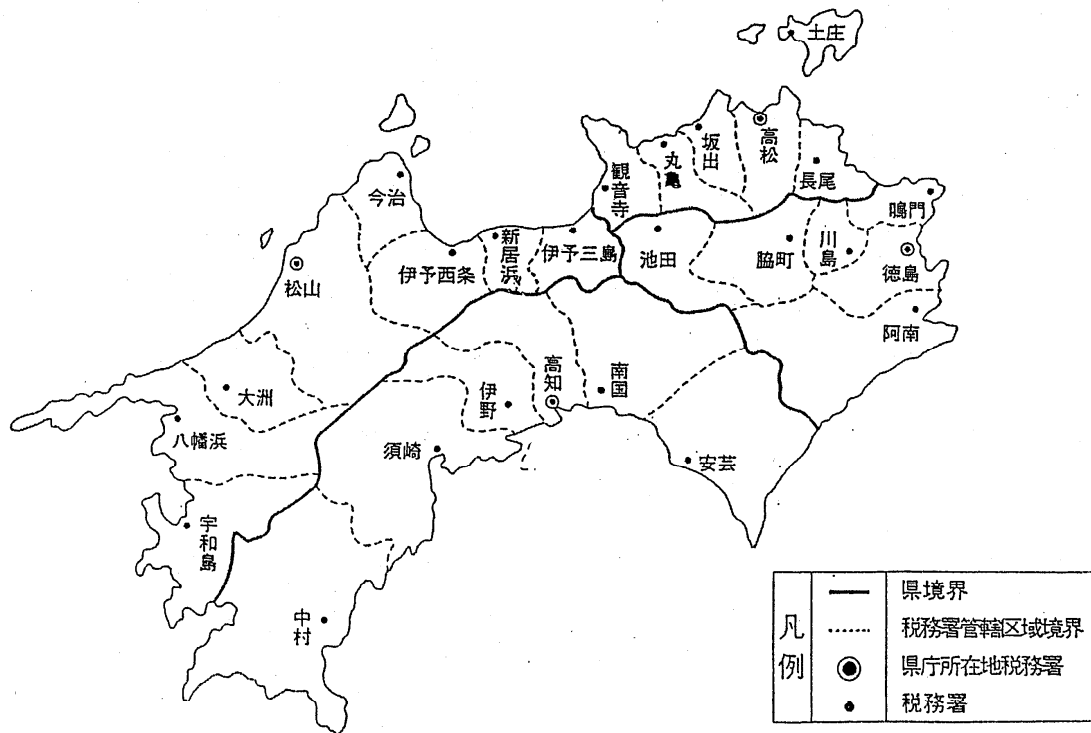 土庄
高松
坂出
丸亀
観音寺
長尾
鳴門
今治
新居浜
伊予三島
池田
脇町
川島
徳島
伊予西条
松山
阿南
大洲
高知
南国
伊野
八幡浜
須崎
安芸
宇和島
中村
凡例
県境界
税務署管轄区域境界
県庁所在地税務署
税務署